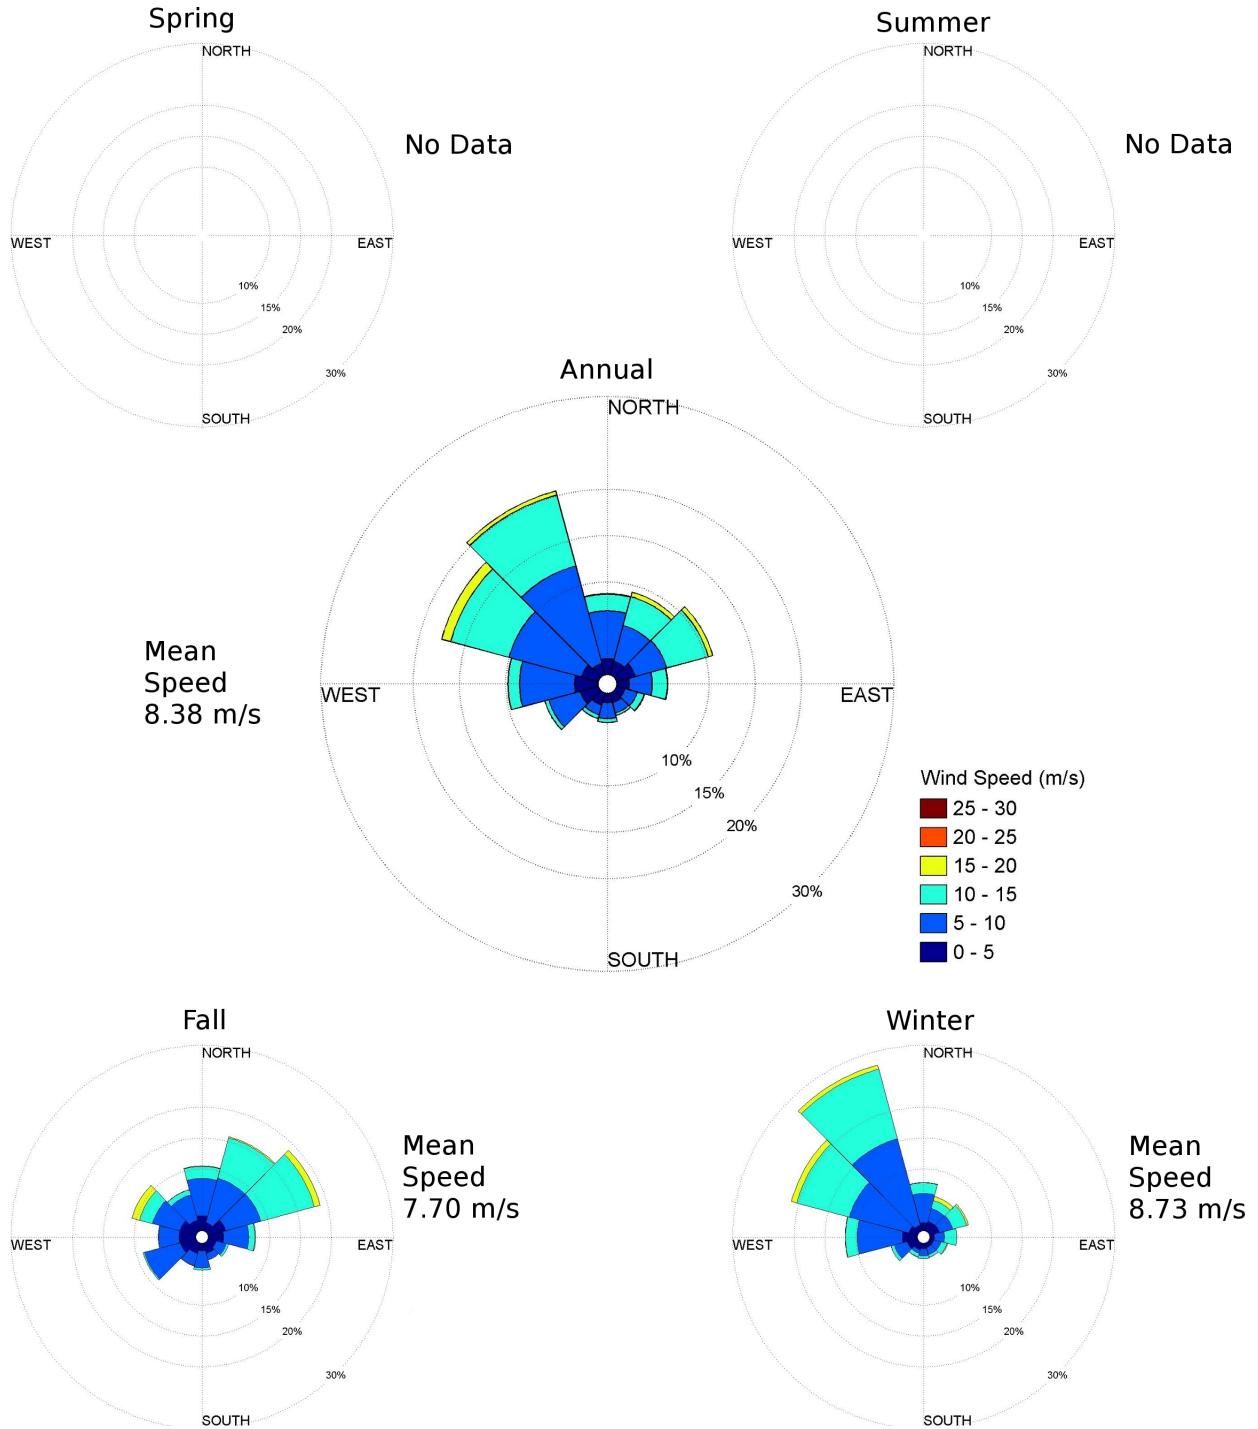 Spring
NORTH
No Data
WEST
EAST
10%
15%
20%
30%
SOUTH
Summer
NORTH
No Data
WEST
EAST
10%
15%
20%
30%
SOUTH
Annual
NORTH
Mean
Speed
8.38 m/s
WEST
EAST
10%
15%
20%
30%
SOUTH
Wind Speed (m/s)
25 - 30
20 - 25
15 - 20
10 - 15
5 - 10
0 - 5
Fall
NORTH
Mean
Speed
7.70 m/s
WEST
EAST
10%
15%
20%
30%
SOUTH
Winter
NORTH
Mean
Speed
8.73 m/s
WEST
EAST
10%
15%
20%
30%
SOUTH